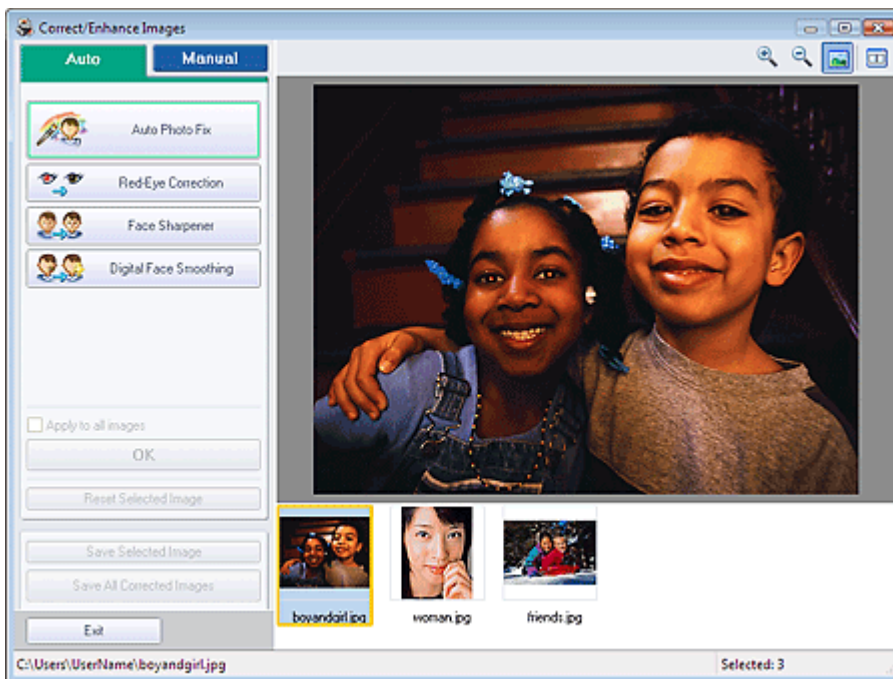 Correct/Enhance Images
Auto
Manual
Auto Photo Fix
Red-Eye Correction
Face Sharpener
Digital Face Smoothing
Apply to all images
OK
Reset Selected Image
Save Selected Image
Save All Corrected Images
Exit
boyandgirl.jpg
woman.jpg
friends.jpg
C:\Users\UserName\boyandgirl.jpg
Selected: 3